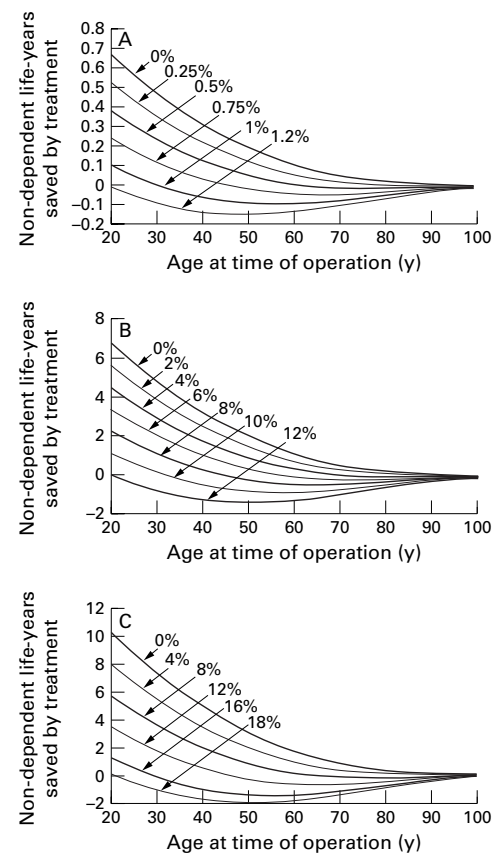 Non-dependent life-years
saved by treatment
0.8
0.7
0.6
0.5
0.4
0.3
0.2
0.1
0
–0.1
–0.2
A
0%
0.25%
0.5%
0.75%
1%
1.2%
20 30 40 50 60 70 80 90 100
Age at time of operation (y)
Non-dependent life-years
saved by treatment
8
6
4
2
0
–2
B
0%
2%
4%
6%
8%
10%
12%
20 30 40 50 60 70 80 90 100
Age at time of operation (y)
Non-dependent life-years
saved by treatment
12
10
8
6
4
2
0
–2
C
0%
4%
8%
12%
16%
18%
20 30 40 50 60 70 80 90 100
Age at time of operation (y)